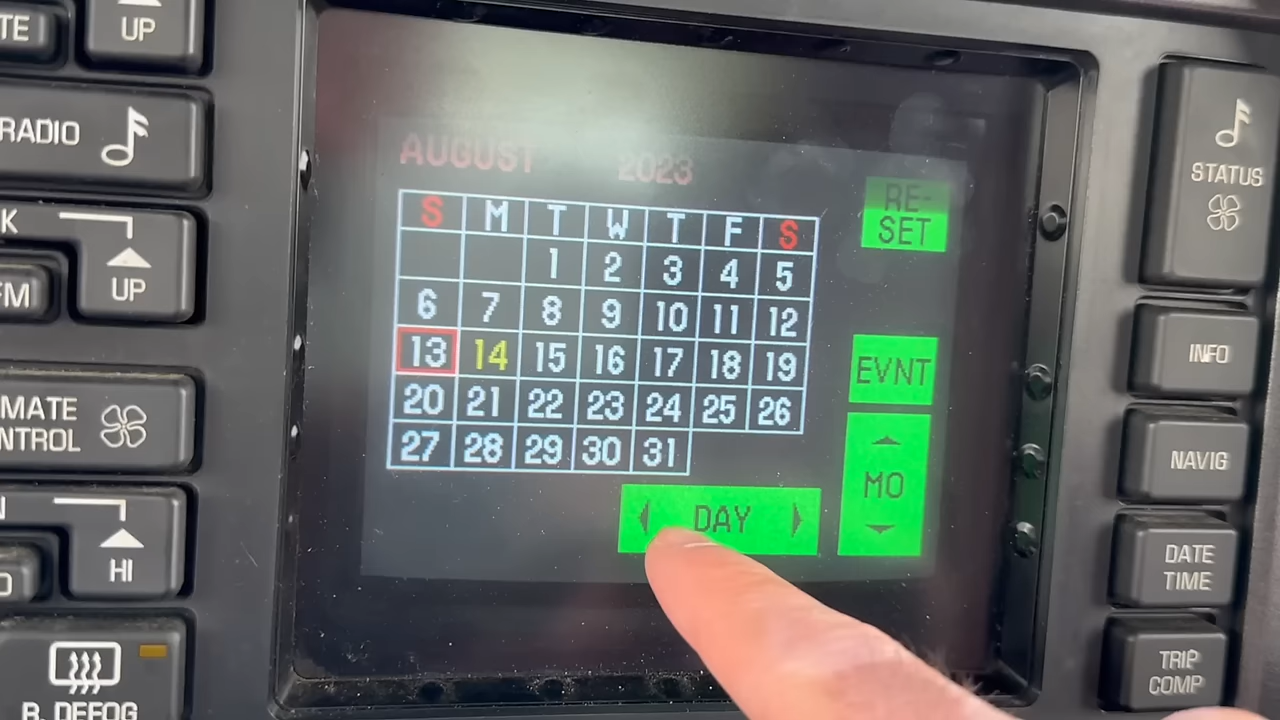 TE
UP
RADIO
K
FM
UP
MATE
NTROL
N
HI
R. DEFOG
AUGUST 2023
S M T W T F S
1 2 3 4 5
6 7 8 9 10 11 12
13 14 15 16 17 18 19
20 21 22 23 24 25 26
27 28 29 30 31
RE-
SET
EVNT
MO
DAY
STATUS
INFO
NAVIG
DATE
TIME
TRIP
COMP